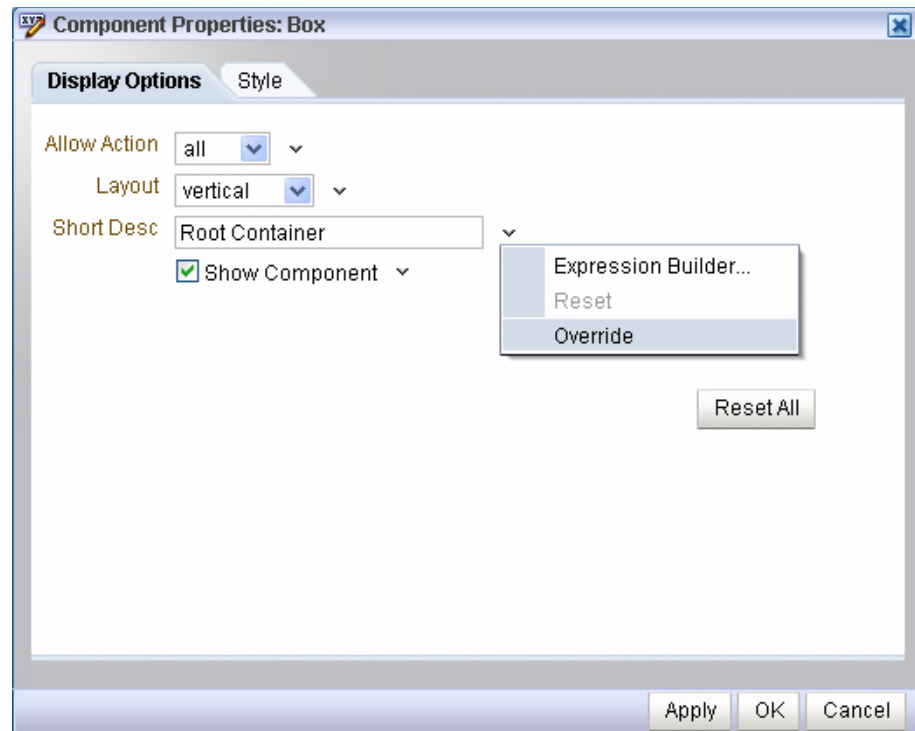 Component Properties: Box
Display Options Style
Allow Action all
Layout vertical
Short Desc Root Container
Show Component
Expression Builder...
Reset
Override
Reset All
Apply OK Cancel